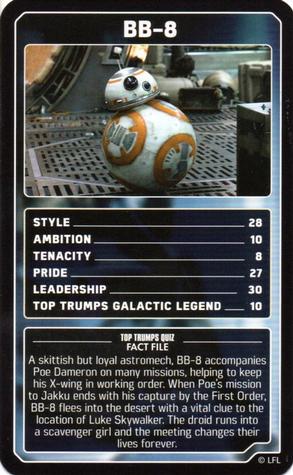 BB-8
STYLE 28
AMBITION 10
TENACITY 8
PRIDE 27
LEADERSHIP 30
TOP TRUMPS GALACTIC LEGEND 10
TOP TRUMPS QUIZ
FACT FILE
A skittish but loyal astromech, BB-8 accompanies
Poe Dameron on many missions, helping to keep
his X-wing in working order. When Poe's mission
to Jakku ends with his capture by the First Order,
BB-8 flees into the desert with a vital clue to the
location of Luke Skywalker. The droid runs into
a scavenger girl and the meeting changes their
lives forever.
© LFL